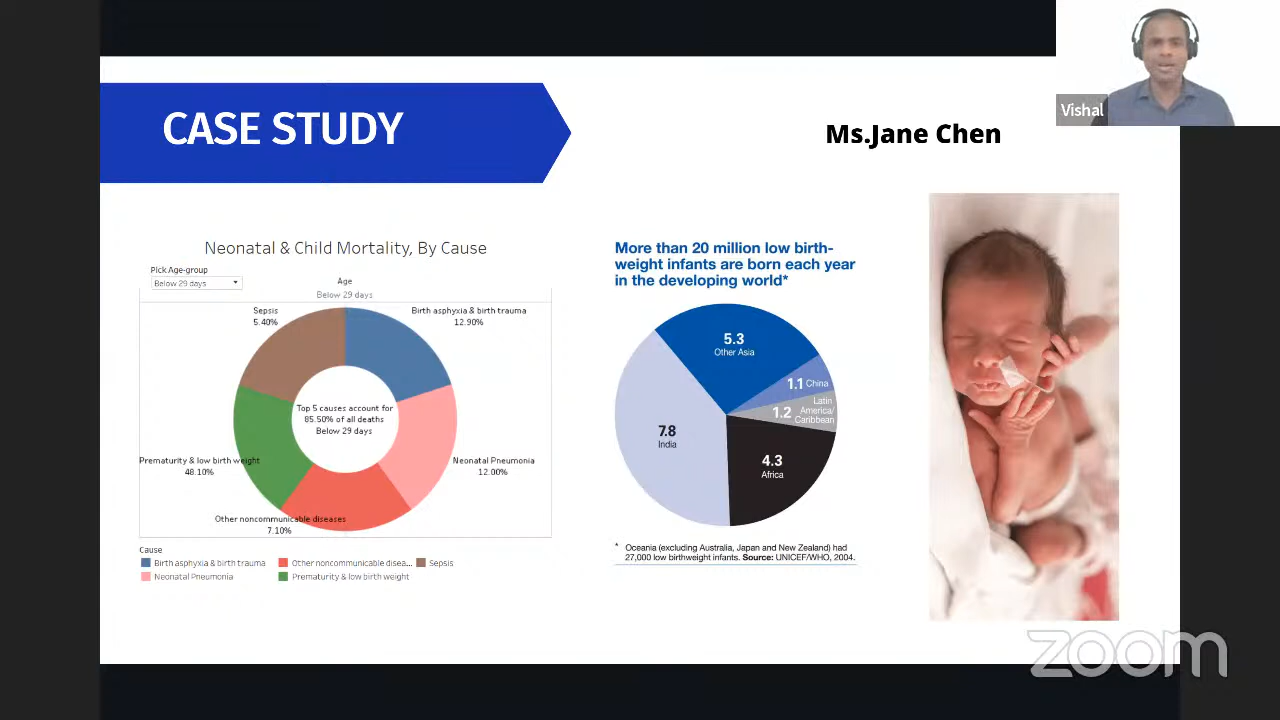 CASE STUDY
Ms.Jane Chen
Vishal
Neonatal & Child Mortality, By Cause
Pick Age-group
Below 29 days
Age
Below 29 days
Sepsis
5.40%
Birth asphyxia & birth trauma
12.90%
Top 5 causes account for
85.50% of all deaths
Below 29 days
Prematurity & low birth weight
48.10%
Neonatal Pneumonia
12.00%
Other noncommunicable diseases
7.10%
Cause
Birth asphyxia & birth trauma
Other noncommunicable disea...
Sepsis
Neonatal Pneumonia
Prematurity & low birth weight
More than 20 million low birth-
weight infants are born each year
in the developing world*
5.3
Other Asia
1.1 China
1.2 Latin
America/
Caribbean
7.8
India
4.3
Africa
* Oceania (excluding Australia, Japan and New Zealand) had
27,000 low birthweight infants. Source: UNICEF/WHO, 2004.
zoom